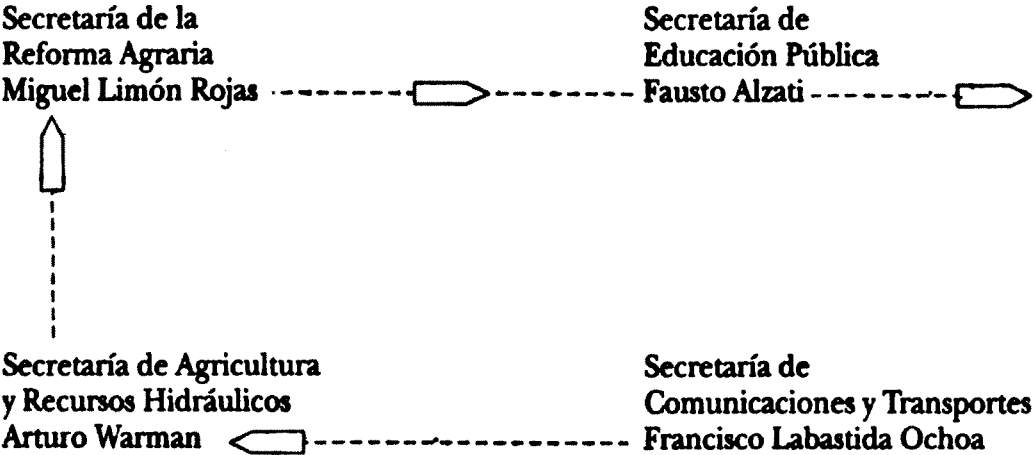 Secretaría de la
Reforma Agraria
Miguel Limón Rojas
Secretaría de
Educación Pública
Fausto Alzati
Secretaría de Agricultura
y Recursos Hidráulicos
Arturo Warman
Secretaría de
Comunicaciones y Transportes
Francisco Labastida Ochoa